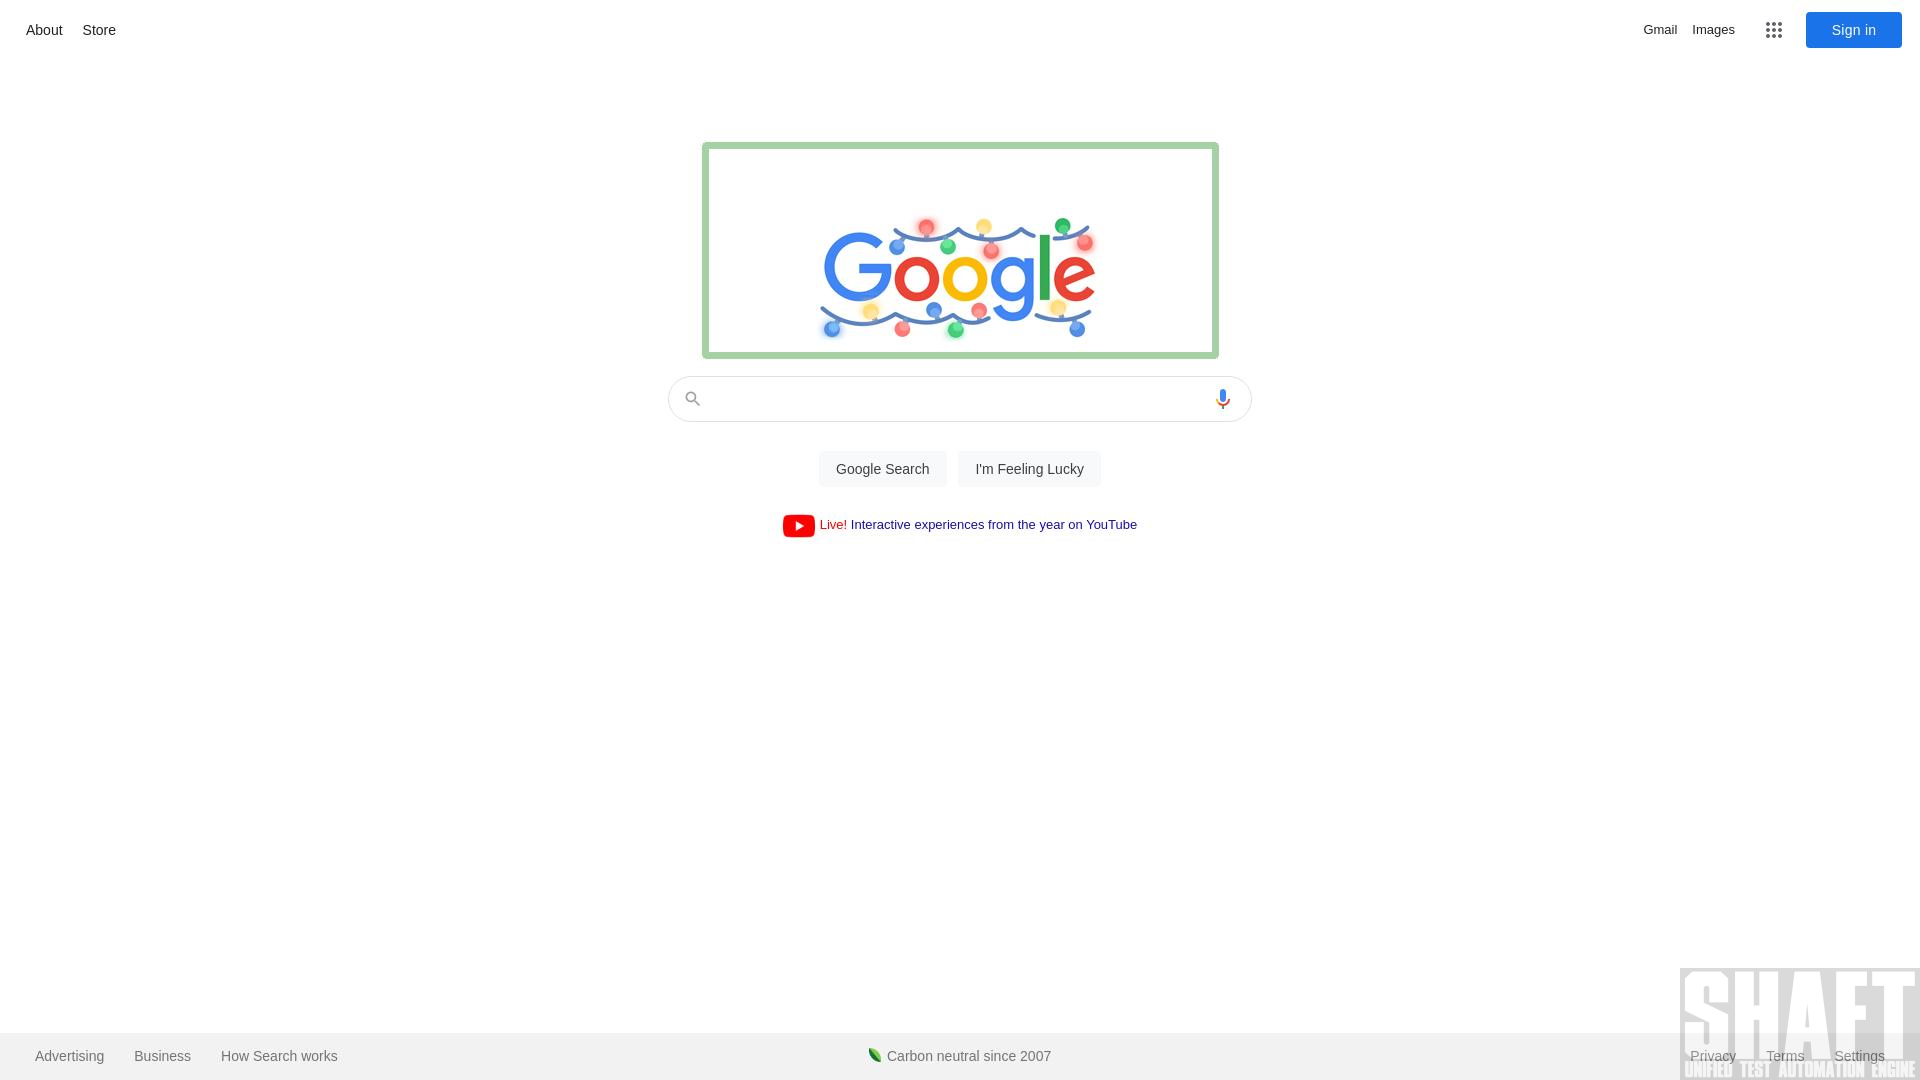 About Store Gmail Images Sign in
Google
Google Search I'm Feeling Lucky
Live! Interactive experiences from the year on YouTube
SHAFT
Advertising Business How Search works Carbon neutral since 2007 Privacy Terms Settings
UNIFIED TEST AUTOMATION ENGINE